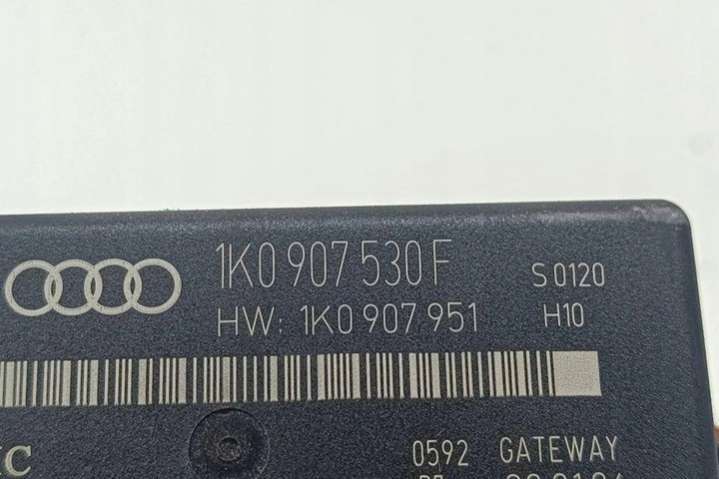 1K0 907 530 F
S 0120
HW: 1K0 907 951
H10
0592 GATEWAY